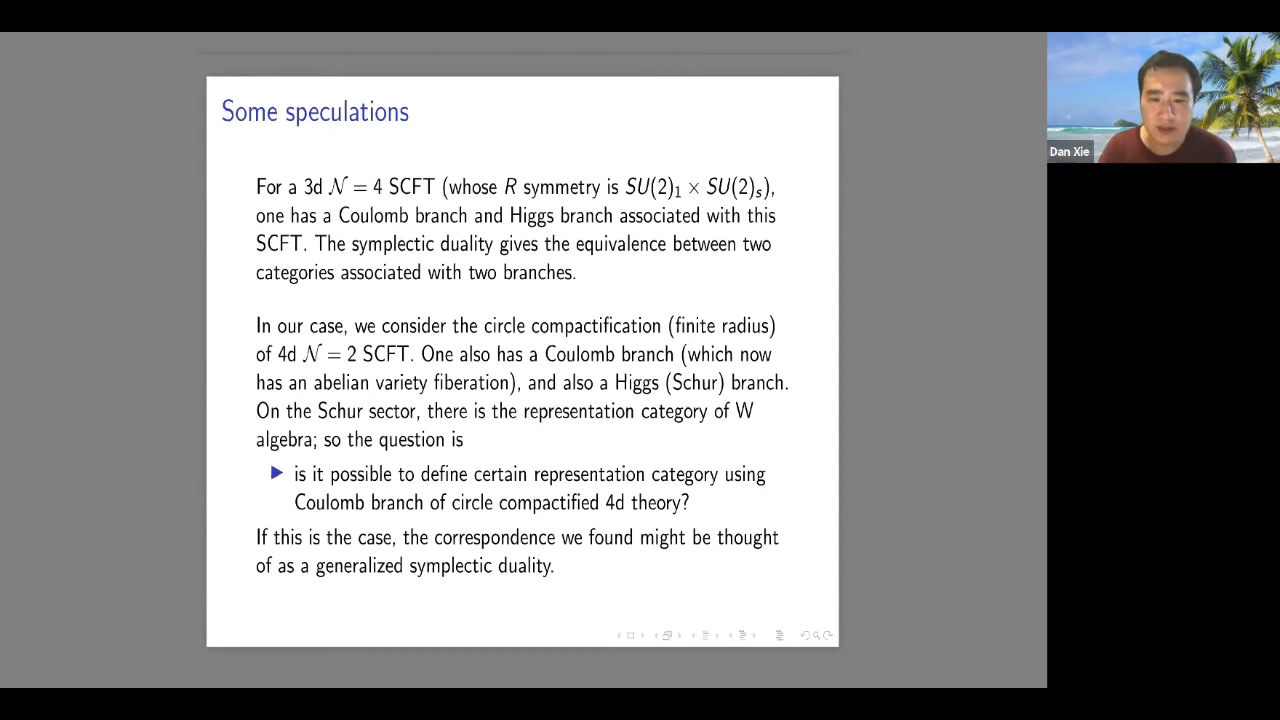 Some speculations
For a 3d 𝒩 = 4 SCFT (whose R symmetry is SU(2)₁ × SU(2)ₛ),
one has a Coulomb branch and Higgs branch associated with this
SCFT. The symplectic duality gives the equivalence between two
categories associated with two branches.
In our case, we consider the circle compactification (finite radius)
of 4d 𝒩 = 2 SCFT. One also has a Coulomb branch (which now
has an abelian variety fiberation), and also a Higgs (Schur) branch.
On the Schur sector, there is the representation category of W
algebra; so the question is
▶ is it possible to define certain representation category using
Coulomb branch of circle compactified 4d theory?
If this is the case, the correspondence we found might be thought
of as a generalized symplectic duality.
Dan Xie